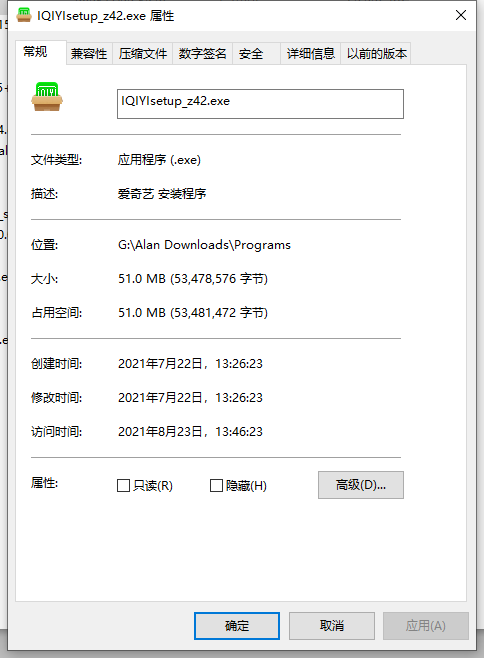 IQIYIsetup_z42.exe 属性
常规 兼容性 压缩文件 数字签名 安全 详细信息 以前的版本
IQIYIsetup_z42.exe
文件类型: 应用程序 (.exe)
描述: 爱奇艺 安装程序
位置: G:\Alan Downloads\Programs
大小: 51.0 MB (53,478,576 字节)
占用空间: 51.0 MB (53,481,472 字节)
创建时间: 2021年7月22日，13:26:23
修改时间: 2021年7月22日，13:26:23
访问时间: 2021年8月23日，13:46:23
属性: 只读(R) 隐藏(H) 高级(D)...
确定 取消 应用(A)